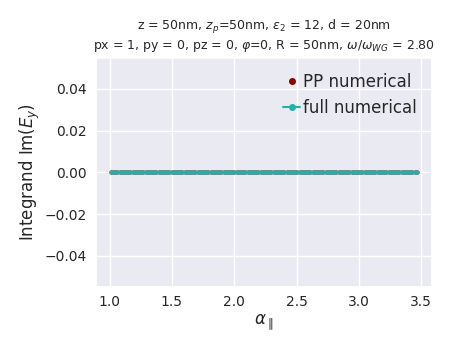 z = 50nm, z_p=50nm, ε_2 = 12, d = 20nm
px = 1, py = 0, pz = 0, φ=0, R = 50nm, ω/ω_WG = 2.80
PP numerical
full numerical
Integrand Im(E_y)
0.04
0.02
0.00
−0.02
−0.04
1.0 1.5 2.0 2.5 3.0 3.5
α_∥